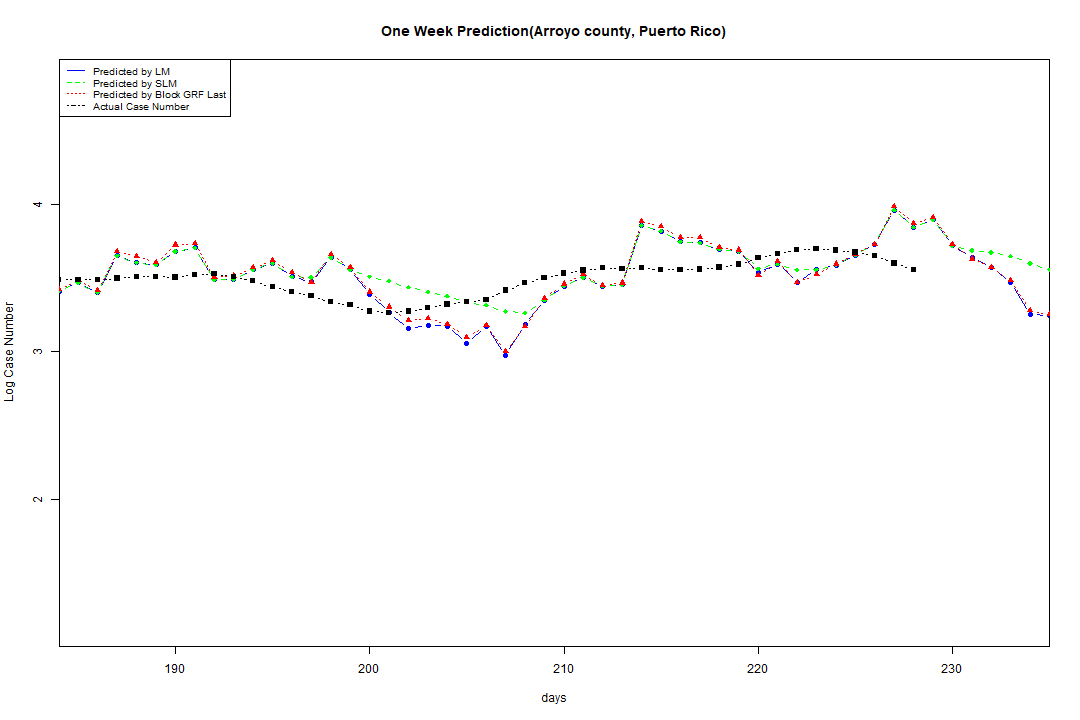 One Week Prediction(Arroyo county, Puerto Rico)
Predicted by LM
Predicted by SLM
Predicted by Block GRF Last
Actual Case Number
4
3
2
Log Case Number
190 200 210 220 230
days